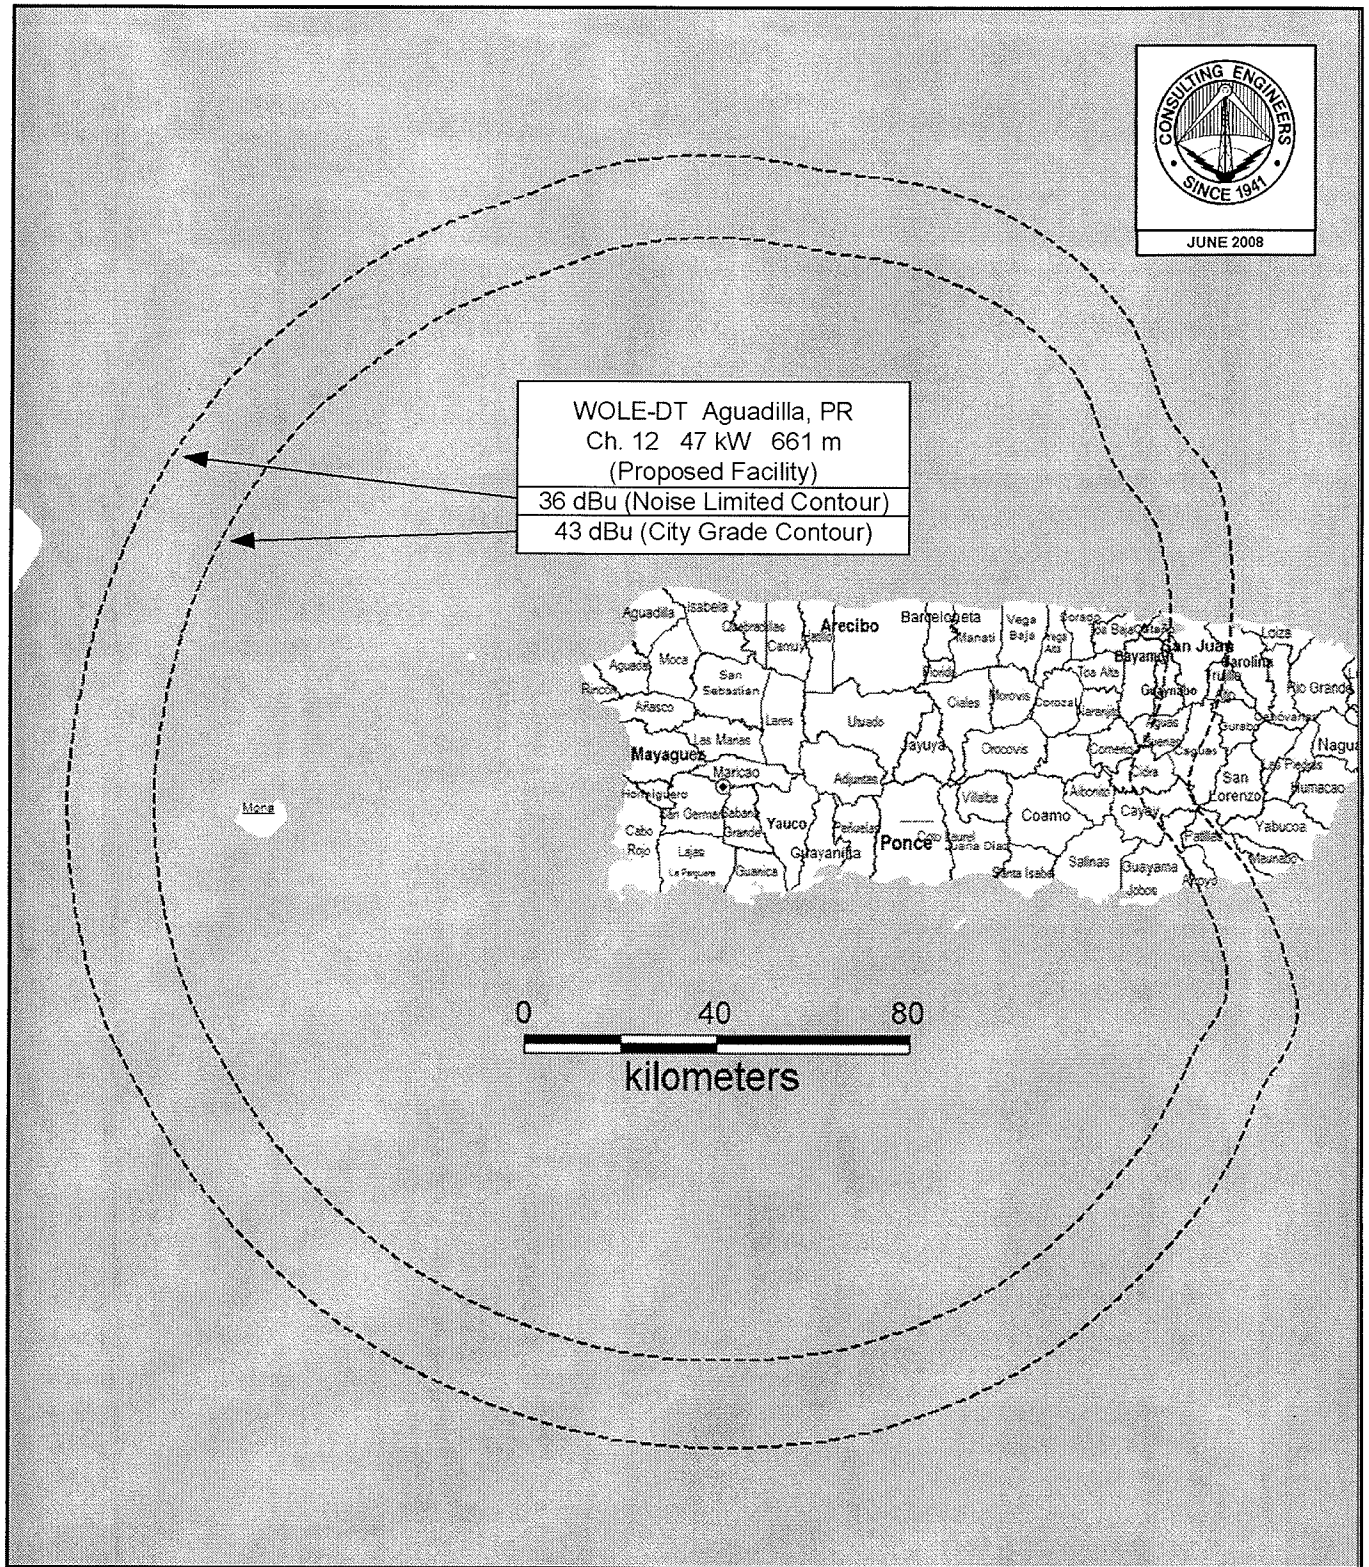 CONSULTING ENGINEERS
• SINCE 1941 •
JUNE 2008
WOLE-DT Aguadilla, PR
Ch. 12 47 kW 661 m
(Proposed Facility)
36 dBu (Noise Limited Contour)
43 dBu (City Grade Contour)
Aguadilla
Isabela
Quebradillas
Camuy
Hatillo
Arecibo
Barceloneta
Manati
Vega
Baja
Vega
Alta
Dorado
Toa Baja
Cataño
San Juan
Loiza
Aguada
Moca
San
Sebastian
Florida
Ciales
Morovis
Corozal
Toa Alta
Naranjito
Bayamon
Guaynabo
Trujillo
Alto
Carolina
Rio Grande
Rincon
Añasco
Lares
Utuado
Jayuya
Orocovis
Comerio
Aguas
Buenas
Caguas
Gurabo
Canovanas
Nagua
Las Marias
Mayaguez
Maricao
Adjuntas
Villalba
Coamo
Aibonito
Cidra
Cayey
San
Lorenzo
Las Piedras
Humacao
Mona
Hormiguero
San German
Sabana
Grande
Yauco
Peñuelas
Ponce
Coto Laurel
Juana Diaz
Yabucoa
Patillas
Maunabo
Cabo
Rojo
Lajas
La Parguera
Guanica
Guayanilla
Santa Isabel
Salinas
Guayama
Jobos
Arroyo
0 40 80
kilometers